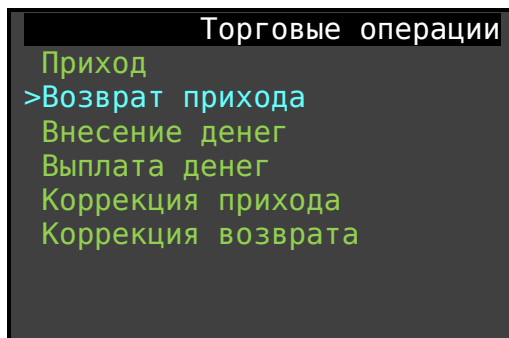 Торговые операции
Приход
>Возврат прихода
Внесение денег
Выплата денег
Коррекция прихода
Коррекция возврата